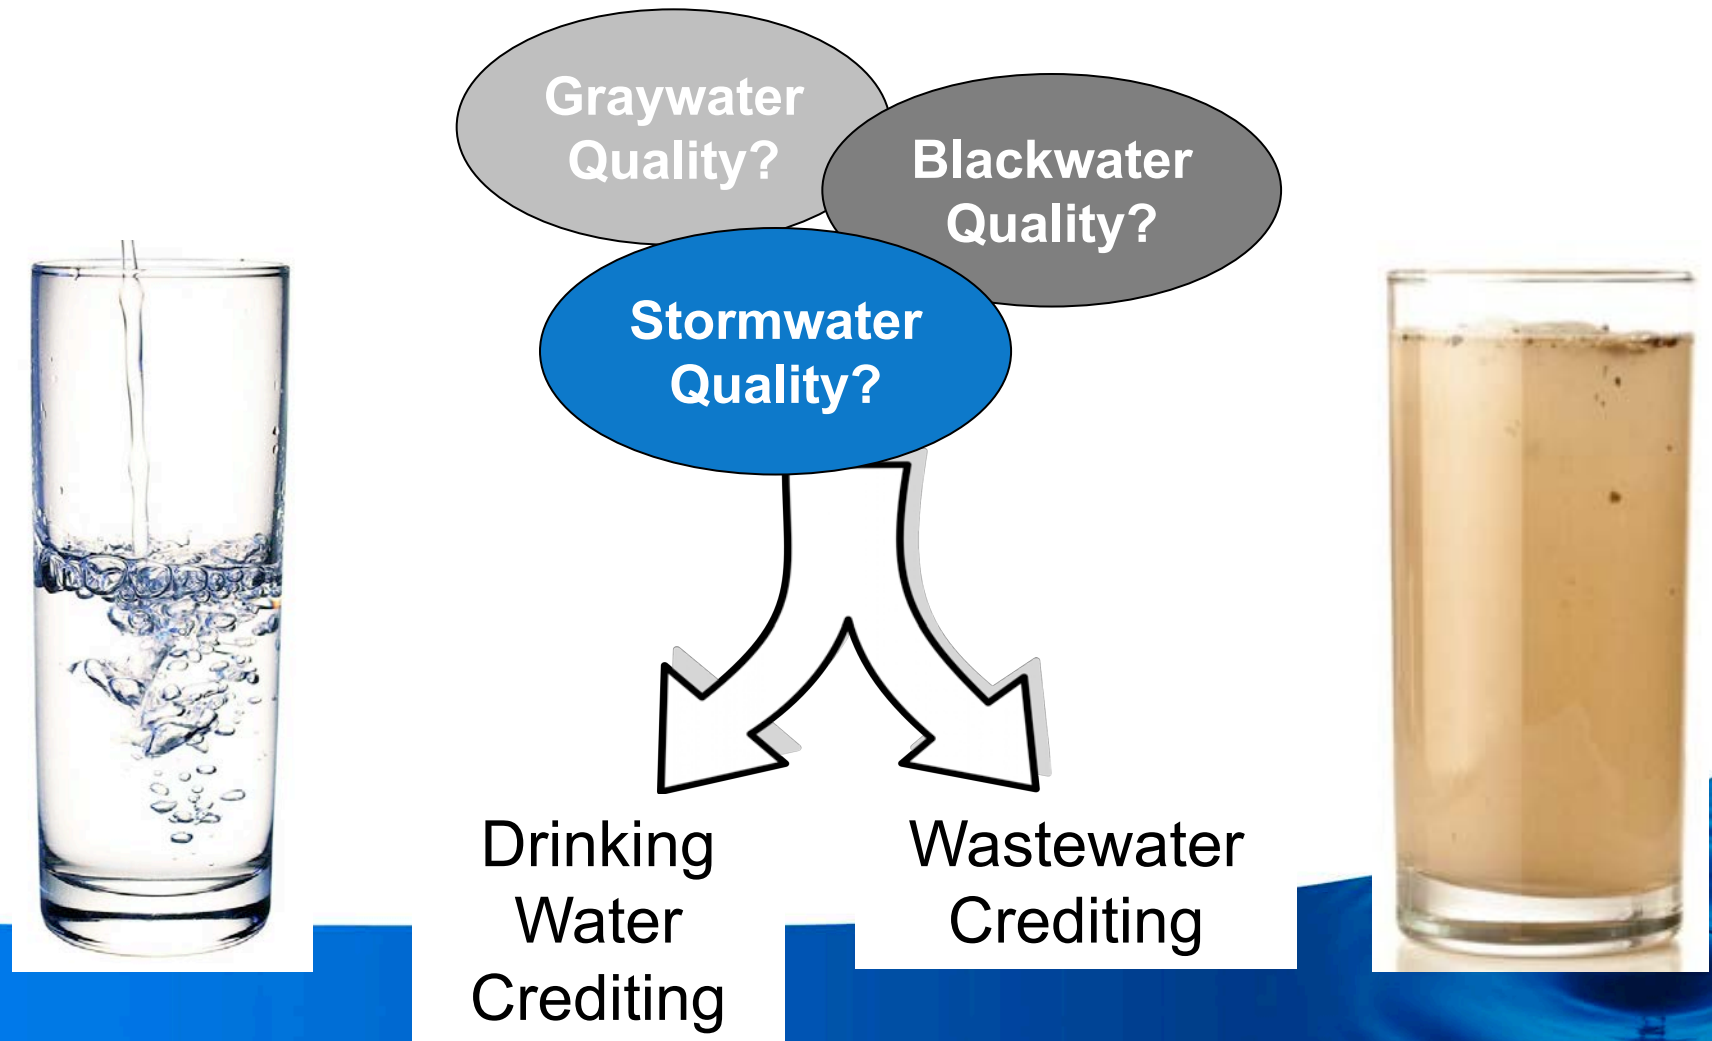 Graywater
Quality?
Blackwater
Quality?
Stormwater
Quality?
Drinking
Water
Crediting
Wastewater
Crediting